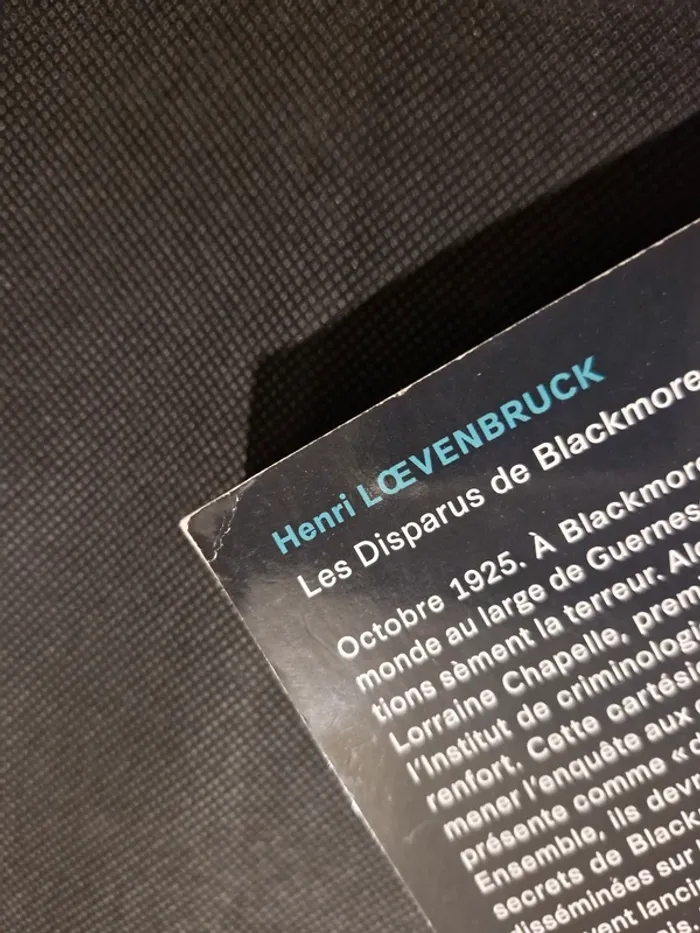 Henri LŒVENBRUCK
Les Disparus de Blackmore
Octobre 1925. À Blackmore
monde au large de Guernes
tions sèment la terreur. Al
Lorraine Chapelle, prem
l'Institut de criminologi
renfort. Cette cartési
mener l'enquête aux
présente comme « d
Ensemble, ils devr
secrets de Black
disséminées sur
vent lanci